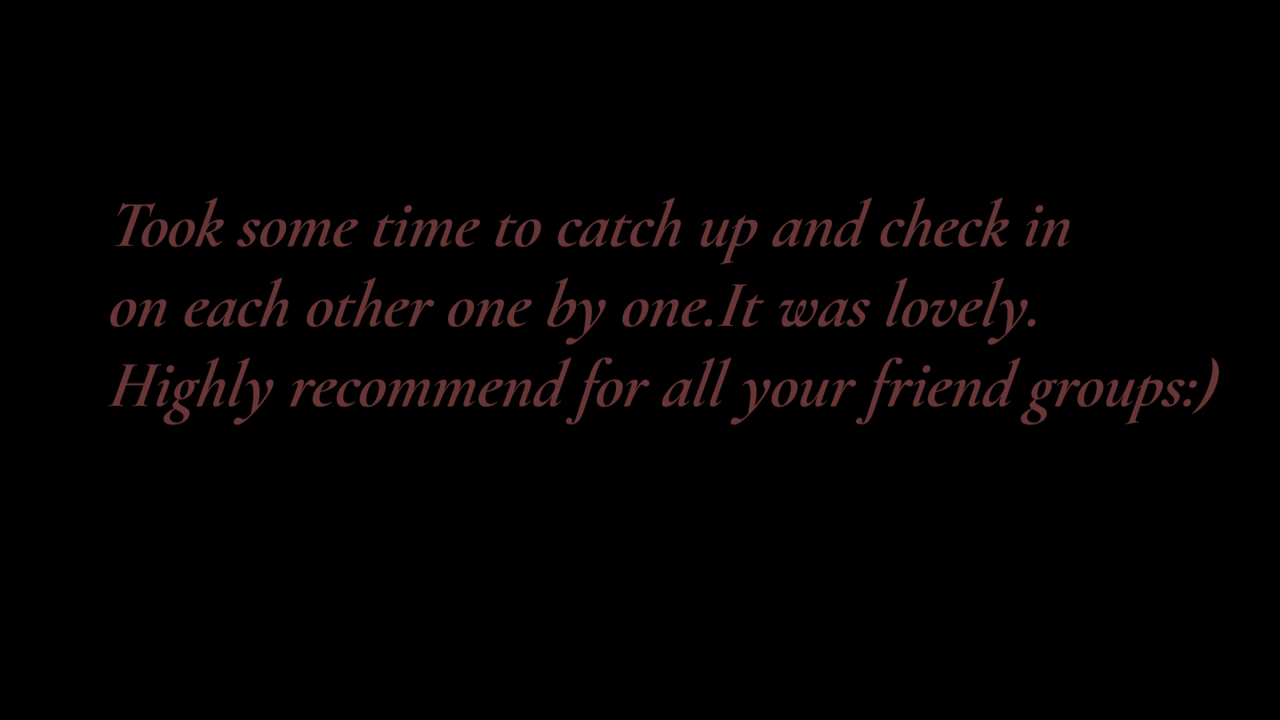 Took some time to catch up and check in
on each other one by one.It was lovely.
Highly recommend for all your friend groups:)